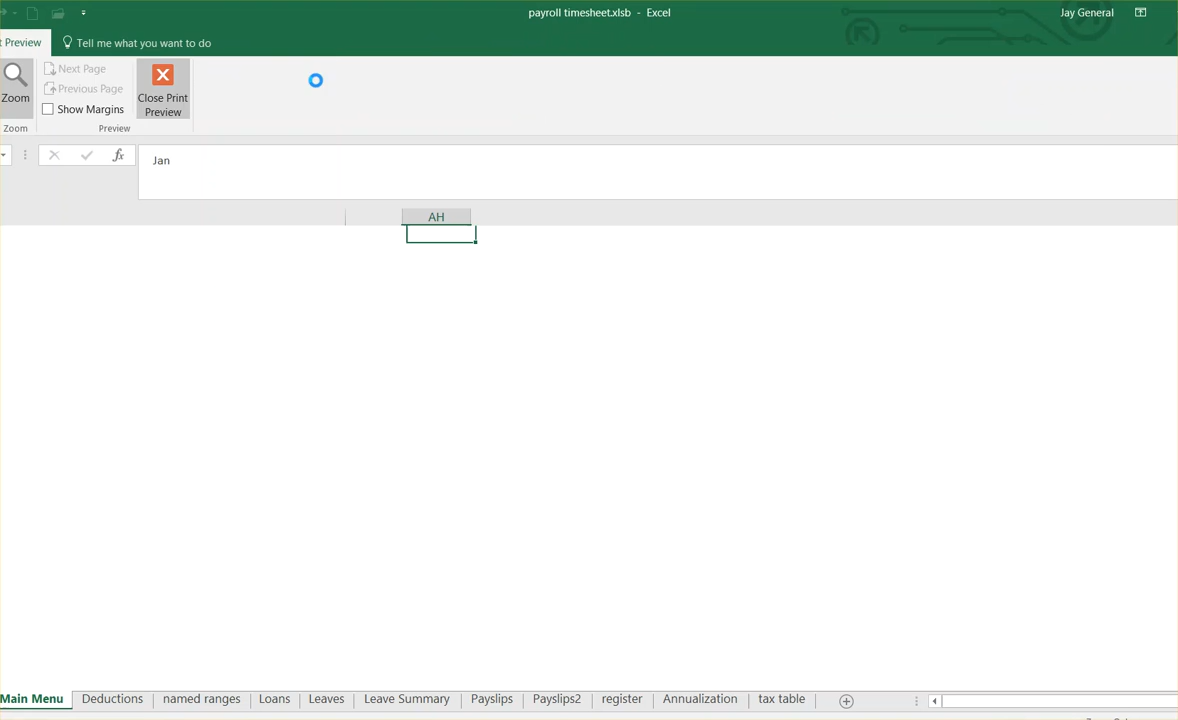 payroll timesheet.xlsb - Excel
Jay General
t Preview
Tell me what you want to do
Next Page
Zoom
Previous Page
Close Print
Preview
Show Margins
Zoom
Preview
fx
Jan
AH
Main Menu
Deductions
named ranges
Loans
Leaves
Leave Summary
Payslips
Payslips2
register
Annualization
tax table